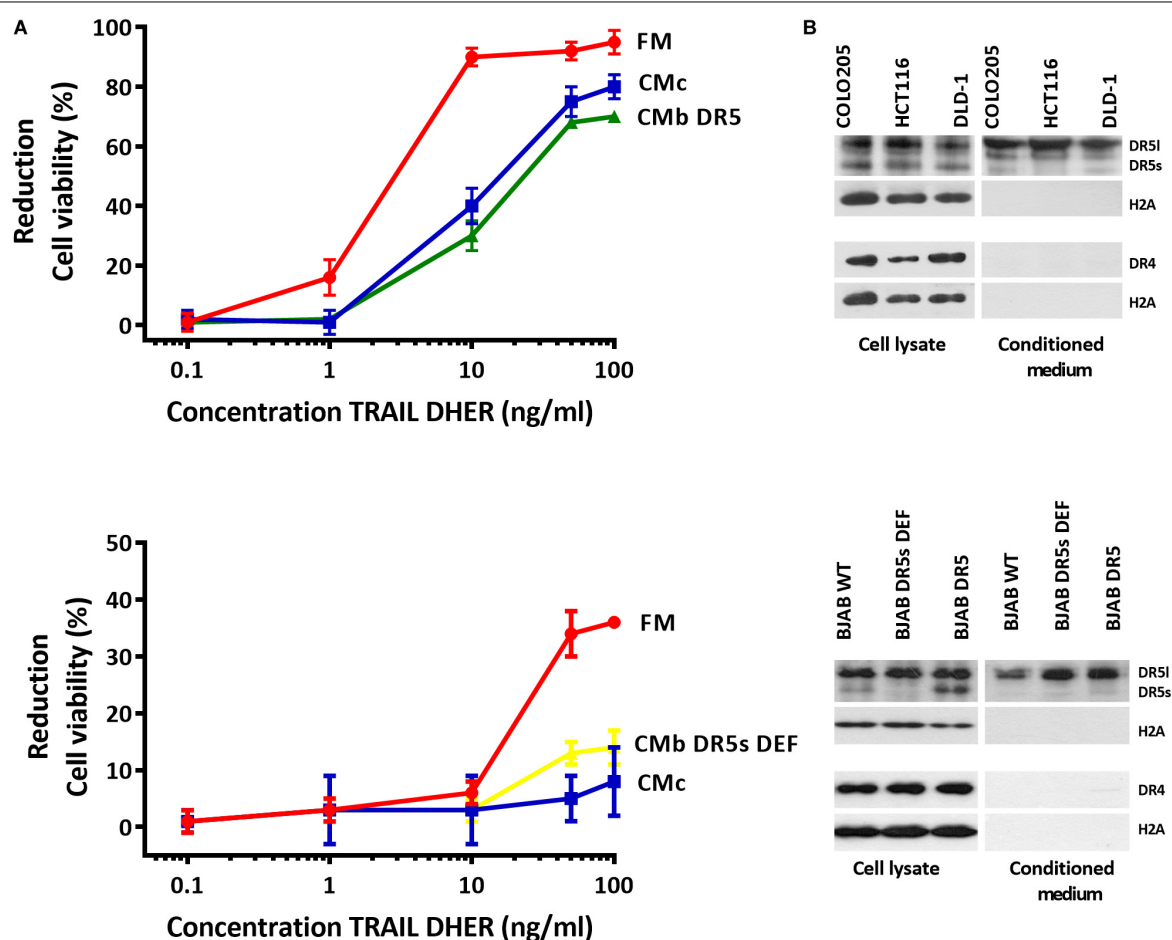 A
Reduction
Cell viability (%)
100
80
60
40
20
0
FM
CMc
CMb DR5
0.1
1
10
100
Concentration TRAIL DHER (ng/ml)
B
COLO205
HCT116
DLD-1
COLO205
HCT116
DLD-1
DR5l
DR5s
H2A
DR4
H2A
Cell lysate
Conditioned
medium
Reduction
Cell viability (%)
50
40
30
20
10
0
FM
CMb DR5s DEF
CMc
0.1
1
10
100
Concentration TRAIL DHER (ng/ml)
BJAB WT
BJAB DR5s DEF
BJAB DR5
BJAB WT
BJAB DR5s DEF
BJAB DR5
DR5l
DR5s
H2A
DR4
H2A
Cell lysate
Conditioned
medium